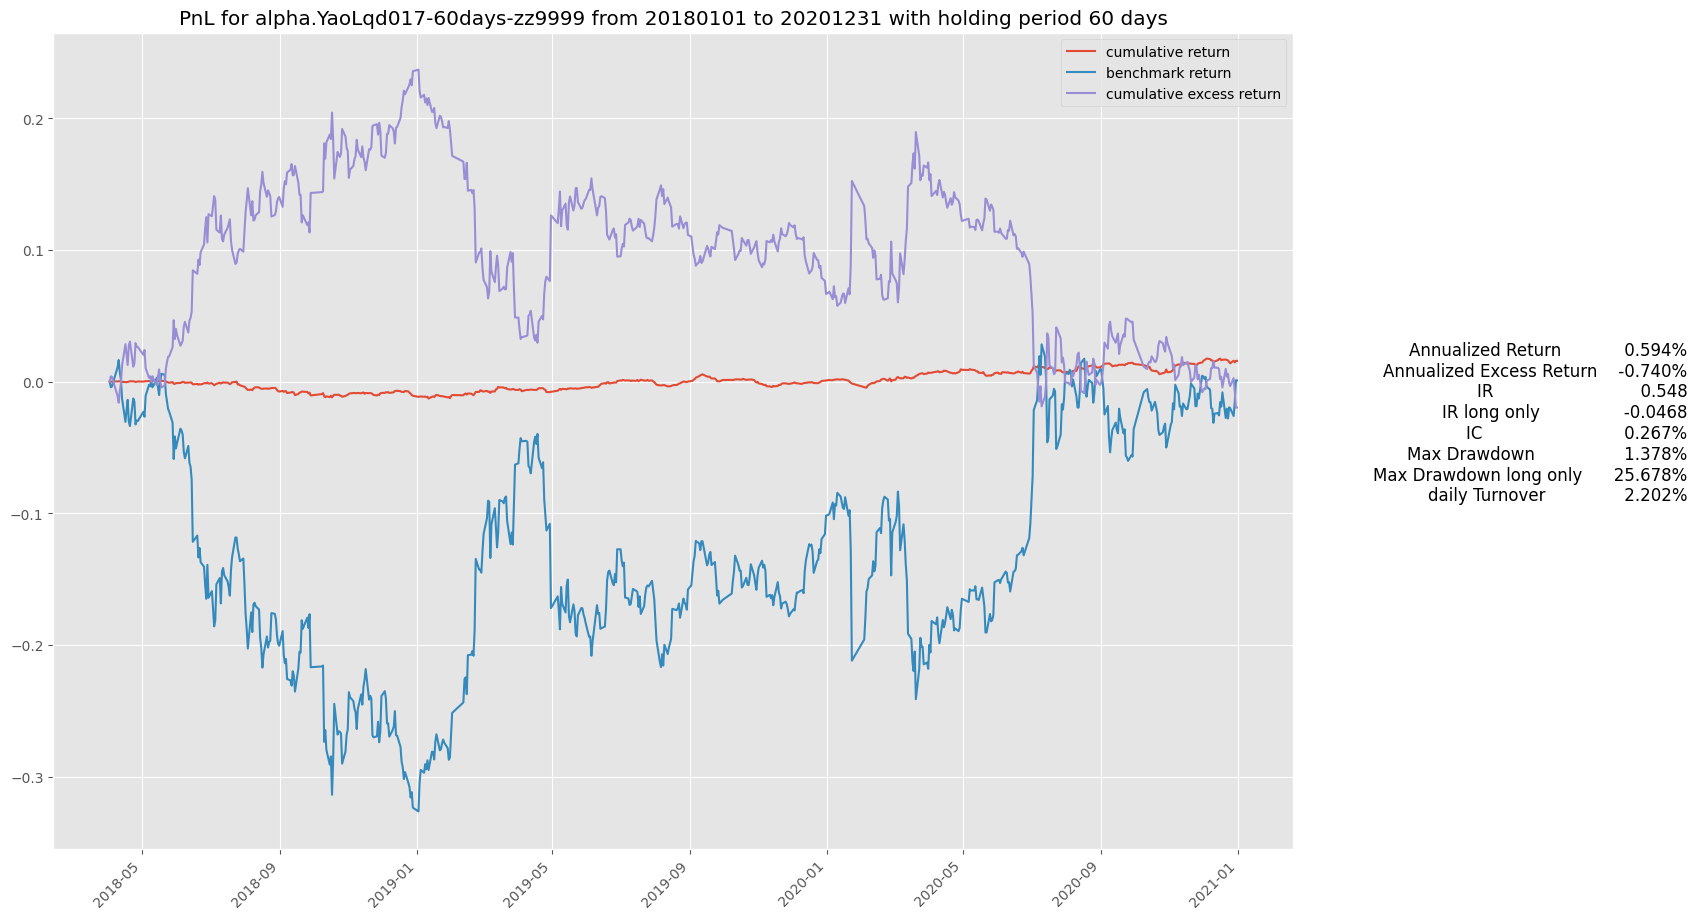 PnL for alpha.YaoLqd017-60days-zz9999 from 20180101 to 20201231 with holding period 60 days
cumulative return
benchmark return
cumulative excess return
0.2
0.1
0.0
−0.1
−0.2
−0.3
2018-05
2018-09
2019-01
2019-05
2019-09
2020-01
2020-05
2020-09
2021-01
Annualized Return 0.594%
Annualized Excess Return -0.740%
IR 0.548
IR long only -0.0468
IC 0.267%
Max Drawdown 1.378%
Max Drawdown long only 25.678%
daily Turnover 2.202%